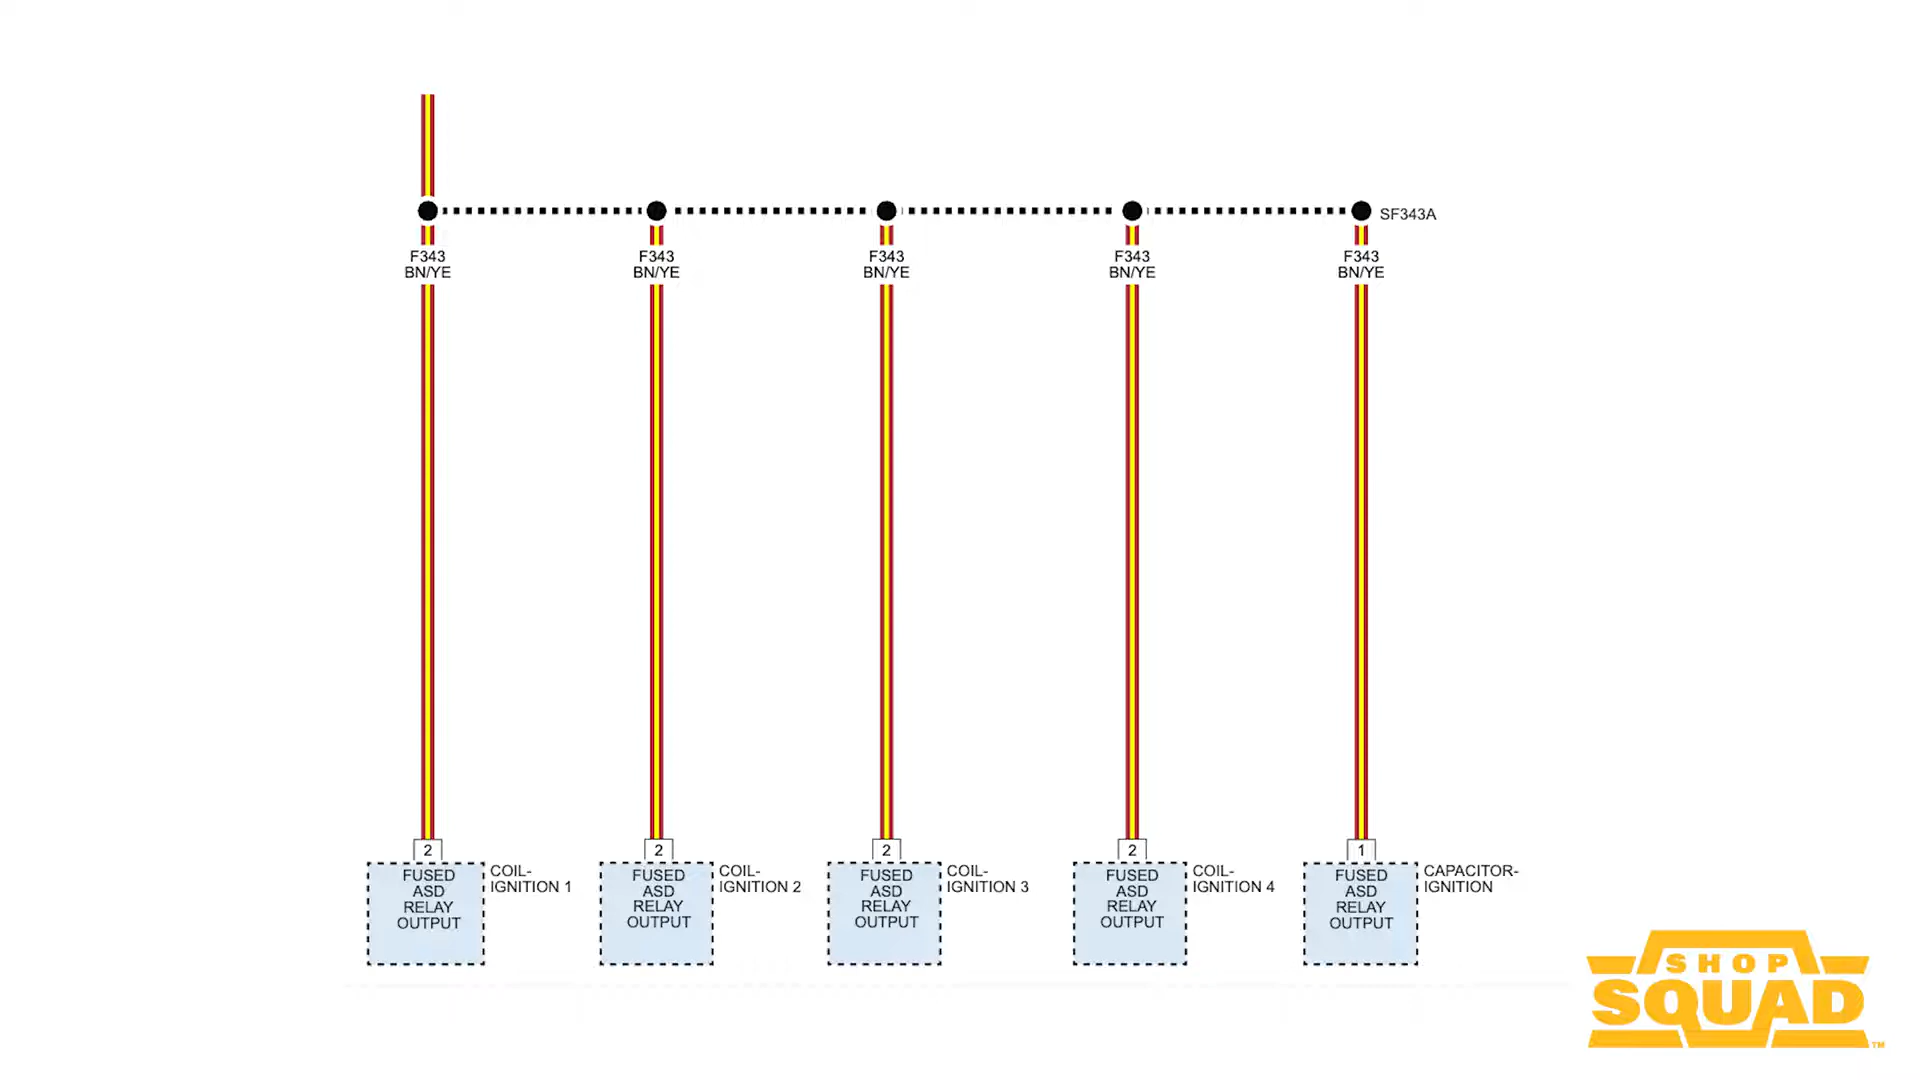 SF343A
F343
BN/YE
F343
BN/YE
F343
BN/YE
F343
BN/YE
F343
BN/YE
2
FUSED
ASD
RELAY
OUTPUT
COIL-
IGNITION 1
2
FUSED
ASD
RELAY
OUTPUT
COIL-
IGNITION 2
2
FUSED
ASD
RELAY
OUTPUT
COIL-
IGNITION 3
2
FUSED
ASD
RELAY
OUTPUT
COIL-
IGNITION 4
1
FUSED
ASD
RELAY
OUTPUT
CAPACITOR-
IGNITION
SHOP
SQUAD
TM